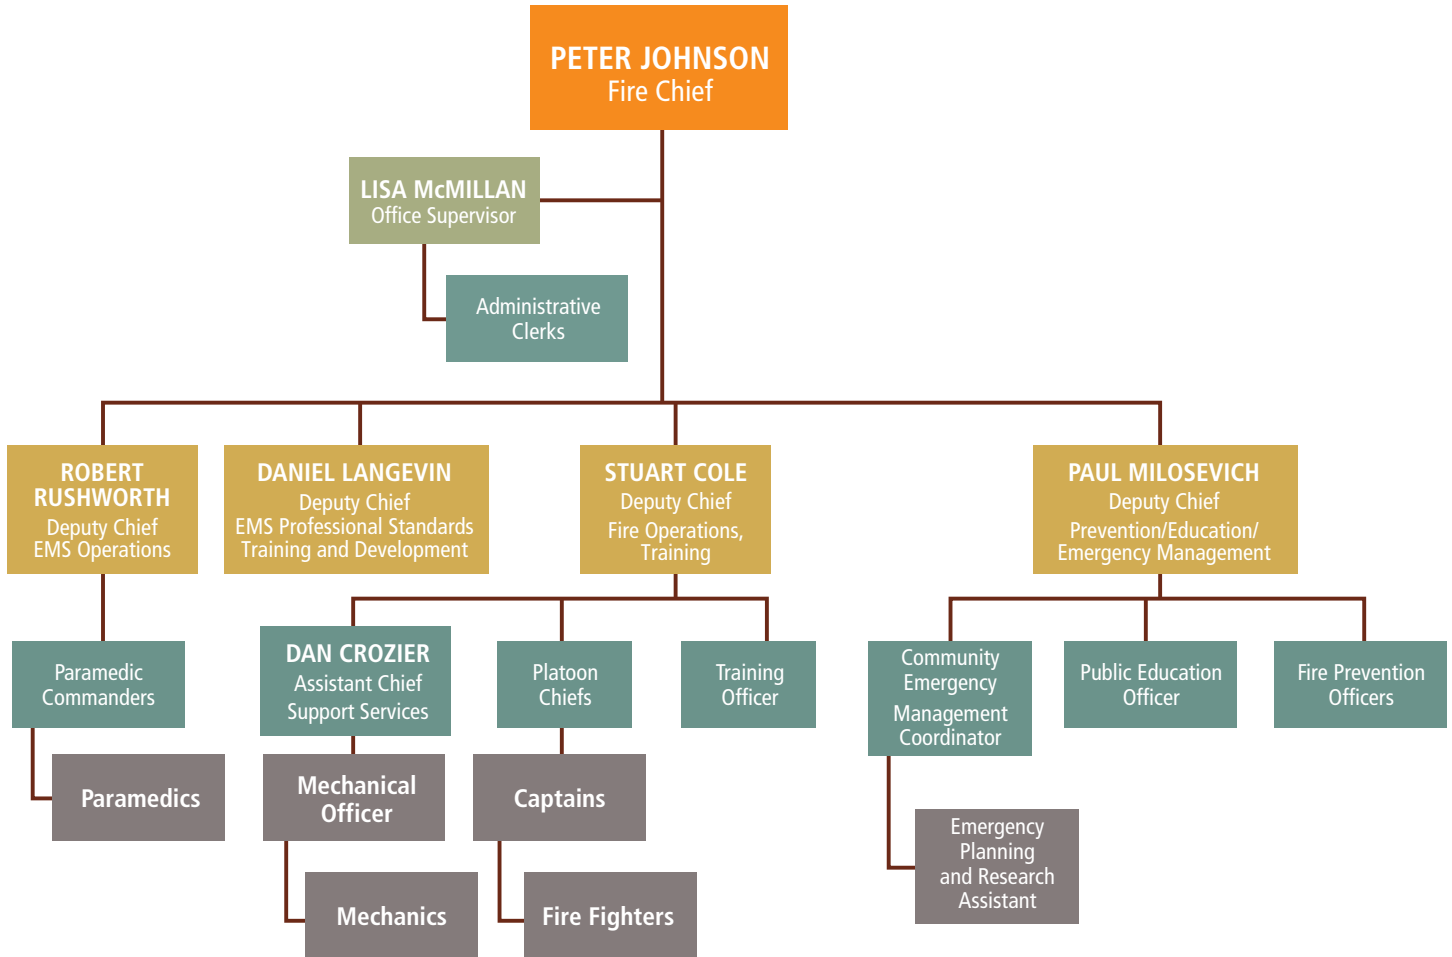 PETER JOHNSON
Fire Chief
LISA McMILLAN
Office Supervisor
Administrative
Clerks
ROBERT
RUSHWORTH
Deputy Chief
EMS Operations
DANIEL LANGEVIN
Deputy Chief
EMS Professional Standards
Training and Development
STUART COLE
Deputy Chief
Fire Operations,
Training
PAUL MILOSEVICH
Deputy Chief
Prevention/Education/
Emergency Management
Paramedic
Commanders
DAN CROZIER
Assistant Chief
Support Services
Platoon
Chiefs
Training
Officer
Community
Emergency
Management
Coordinator
Public Education
Officer
Fire Prevention
Officers
Paramedics
Mechanical
Officer
Captains
Emergency
Planning
and Research
Assistant
Mechanics
Fire Fighters